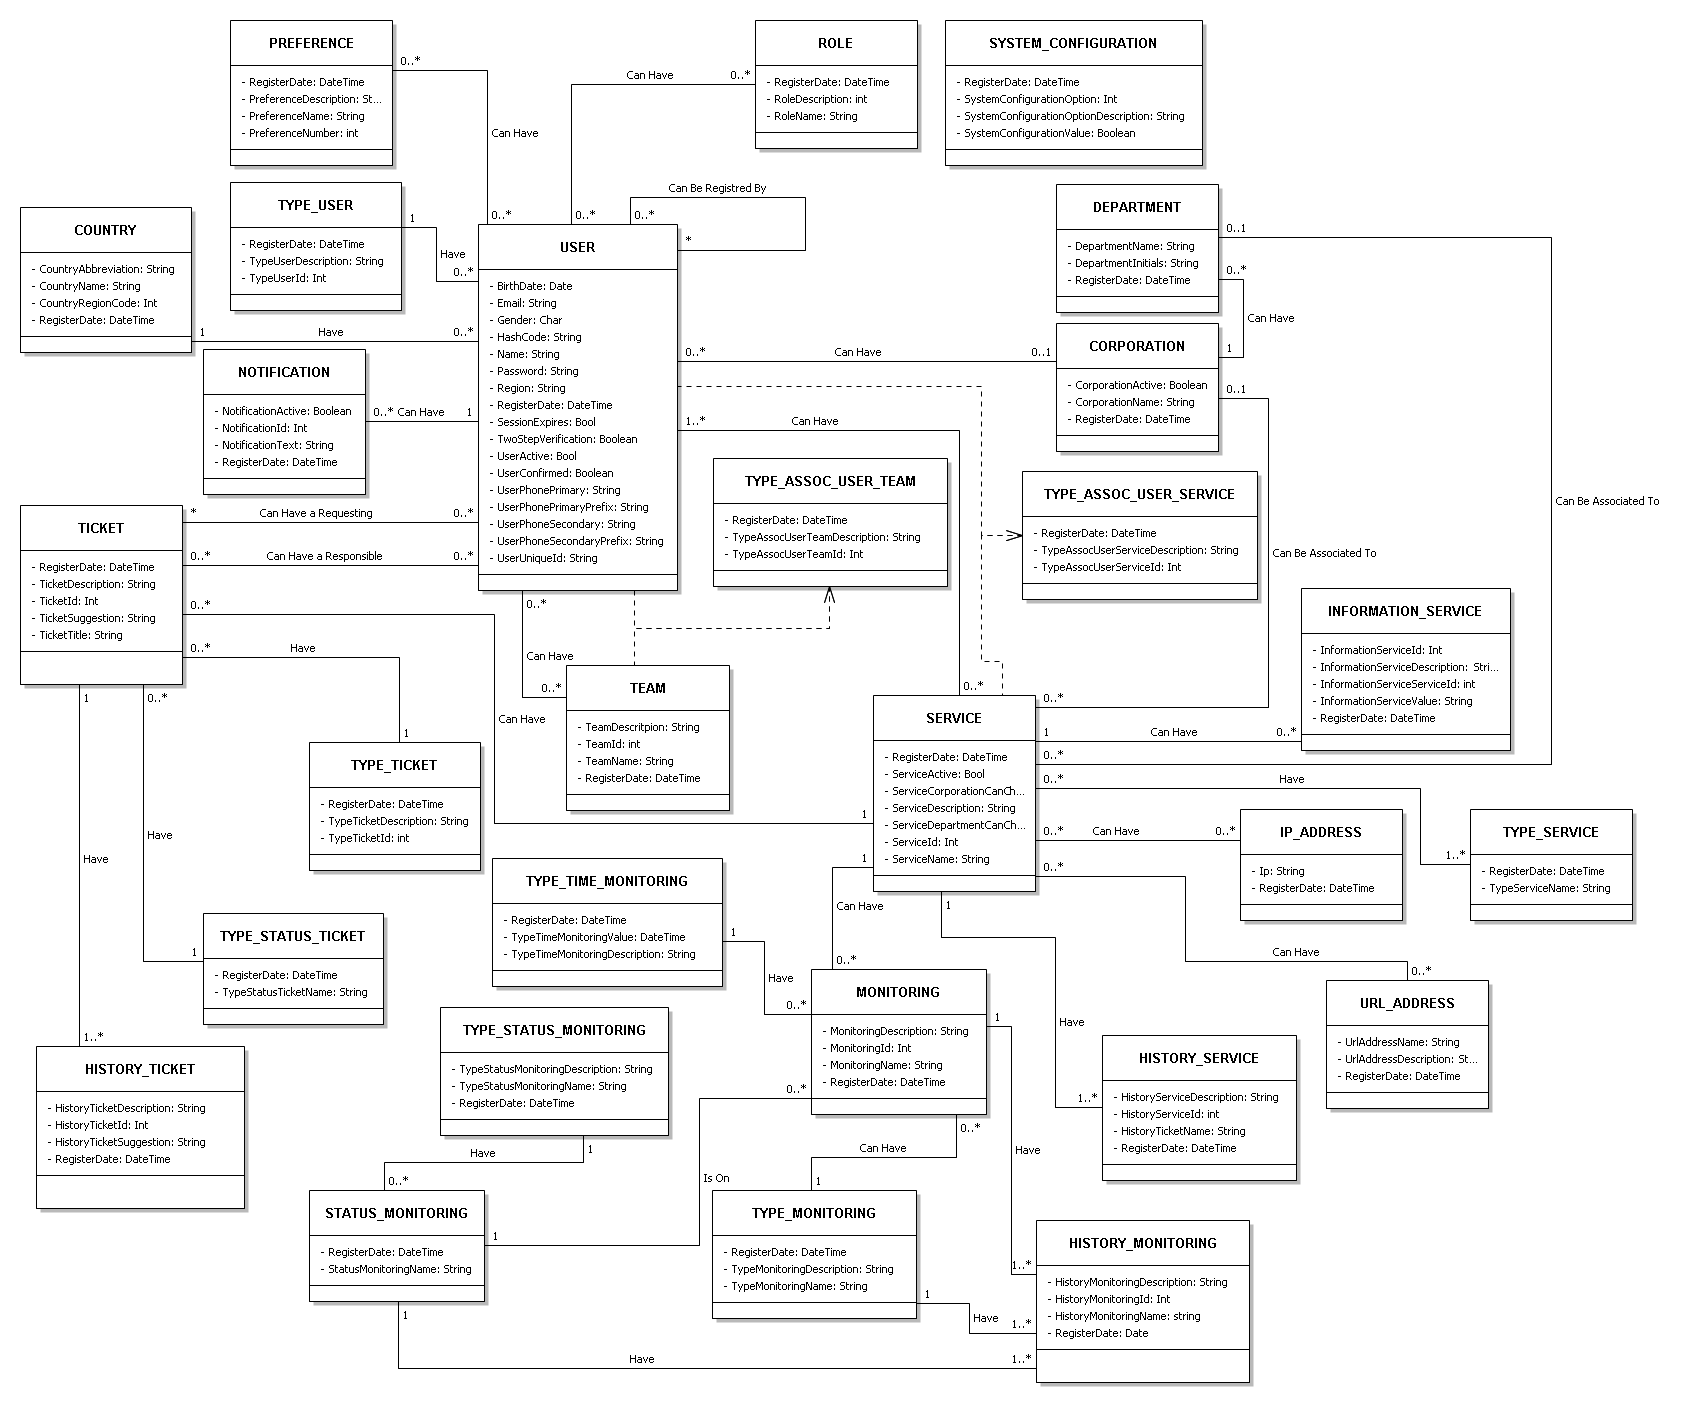 PREFERENCE
- RegisterDate: DateTime
- PreferenceDescription: St...
- PreferenceName: String
- PreferenceNumber: int
0..*
Can Have
0..*
ROLE
- RegisterDate: DateTime
- RoleDescription: int
- RoleName: String
Can Have
0..*
0..*
SYSTEM_CONFIGURATION
- RegisterDate: DateTime
- SystemConfigurationOption: Int
- SystemConfigurationOptionDescription: String
- SystemConfigurationValue: Boolean
TYPE_USER
- RegisterDate: DateTime
- TypeUserDescription: String
- TypeUserId: Int
1
Have
0..*
Can Be Registred By
0..*
*
COUNTRY
- CountryAbbreviation: String
- CountryName: String
- CountryRegionCode: Int
- RegisterDate: DateTime
1
Have
0..*
USER
- BirthDate: Date
- Email: String
- Gender: Char
- HashCode: String
- Name: String
- Password: String
- Region: String
- RegisterDate: DateTime
- SessionExpires: Bool
- TwoStepVerification: Boolean
- UserActive: Bool
- UserConfirmed: Boolean
- UserPhonePrimary: String
- UserPhonePrimaryPrefix: String
- UserPhoneSecondary: String
- UserPhoneSecondaryPrefix: String
- UserUniqueId: String
DEPARTMENT
- DepartmentName: String
- DepartmentInitials: String
- RegisterDate: DateTime
0..1
0..*
Can Have
1
CORPORATION
- CorporationActive: Boolean
- CorporationName: String
- RegisterDate: DateTime
0..*
Can Have
0..1
0..1
NOTIFICATION
- NotificationActive: Boolean
- NotificationId: Int
- NotificationText: String
- RegisterDate: DateTime
0..*
Can Have
1
1..*
Can Have
TYPE_ASSOC_USER_TEAM
- RegisterDate: DateTime
- TypeAssocUserTeamDescription: String
- TypeAssocUserTeamId: Int
TYPE_ASSOC_USER_SERVICE
- RegisterDate: DateTime
- TypeAssocUserServiceDescription: String
- TypeAssocUserServiceId: Int
Can Be Associated To
Can Be Associated To
TICKET
- RegisterDate: DateTime
- TicketDescription: String
- TicketId: Int
- TicketSuggestion: String
- TicketTitle: String
*
Can Have a Requesting
0..*
0..*
Can Have a Responsible
0..*
0..*
0..*
Have
1
1
0..*
0..*
Can Have
0..*
Can Have
TEAM
- TeamDescritpion: String
- TeamId: int
- TeamName: String
- RegisterDate: DateTime
INFORMATION_SERVICE
- InformationServiceId: Int
- InformationServiceDescription: Stri...
- InformationServiceServiceId: int
- InformationServiceValue: String
- RegisterDate: DateTime
0..*
SERVICE
- RegisterDate: DateTime
- ServiceActive: Bool
- ServiceCorporationCanCh...
- ServiceDescription: String
- ServiceDepartmentCanCh...
- ServiceId: Int
- ServiceName: String
0..*
1
Can Have
0..*
0..*
0..*
Have
1..*
0..*
Can Have
0..*
0..*
Can Have
0..*
1
1
1
TYPE_TICKET
- RegisterDate: DateTime
- TypeTicketDescription: String
- TypeTicketId: int
IP_ADDRESS
- Ip: String
- RegisterDate: DateTime
TYPE_SERVICE
- RegisterDate: DateTime
- TypeServiceName: String
Have
Have
TYPE_TIME_MONITORING
- RegisterDate: DateTime
- TypeTimeMonitoringValue: DateTime
- TypeTimeMonitoringDescription: String
1
Have
0..*
Can Have
0..*
TYPE_STATUS_TICKET
- RegisterDate: DateTime
- TypeStatusTicketName: String
1
1..*
MONITORING
- MonitoringDescription: String
- MonitoringId: Int
- MonitoringName: String
- RegisterDate: DateTime
1
0..*
0..*
URL_ADDRESS
- UrlAddressName: String
- UrlAddressDescription: St...
- RegisterDate: DateTime
TYPE_STATUS_MONITORING
- TypeStatusMonitoringDescription: String
- TypeStatusMonitoringName: String
- RegisterDate: DateTime
1
Have
0..*
HISTORY_TICKET
- HistoryTicketDescription: String
- HistoryTicketId: Int
- HistoryTicketSuggestion: String
- RegisterDate: DateTime
Have
1..*
HISTORY_SERVICE
- HistoryServiceDescription: String
- HistoryServiceId: int
- HistoryTicketName: String
- RegisterDate: DateTime
Can Have
1
Have
Is On
STATUS_MONITORING
- RegisterDate: DateTime
- StatusMonitoringName: String
1
1
TYPE_MONITORING
- RegisterDate: DateTime
- TypeMonitoringDescription: String
- TypeMonitoringName: String
1
Have
1..*
1..*
HISTORY_MONITORING
- HistoryMonitoringDescription: String
- HistoryMonitoringId: Int
- HistoryMonitoringName: string
- RegisterDate: Date
Have
1..*